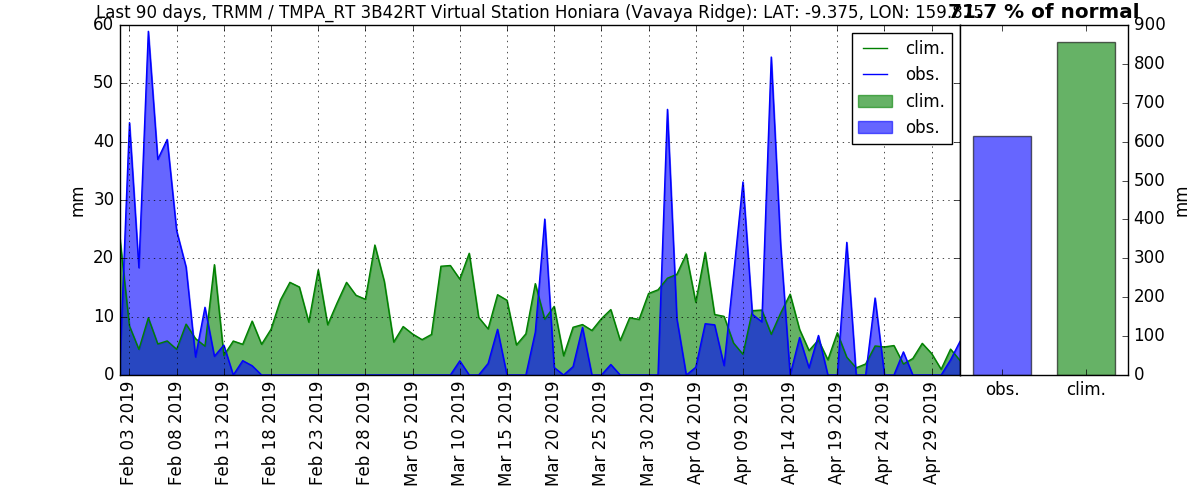 Last 90 days, TRMM / TMPA_RT 3B42RT Virtual Station Honiara (Vavaya Ridge): LAT: -9.375, LON: 159.875
71.7 % of normal
60
50
40
30
20
10
0
mm
clim.
obs.
clim.
obs.
900
800
700
600
500
400
300
200
100
0
mm
obs.
clim.
Feb 03 2019
Feb 08 2019
Feb 13 2019
Feb 18 2019
Feb 23 2019
Feb 28 2019
Mar 05 2019
Mar 10 2019
Mar 15 2019
Mar 20 2019
Mar 25 2019
Mar 30 2019
Apr 04 2019
Apr 09 2019
Apr 14 2019
Apr 19 2019
Apr 24 2019
Apr 29 2019